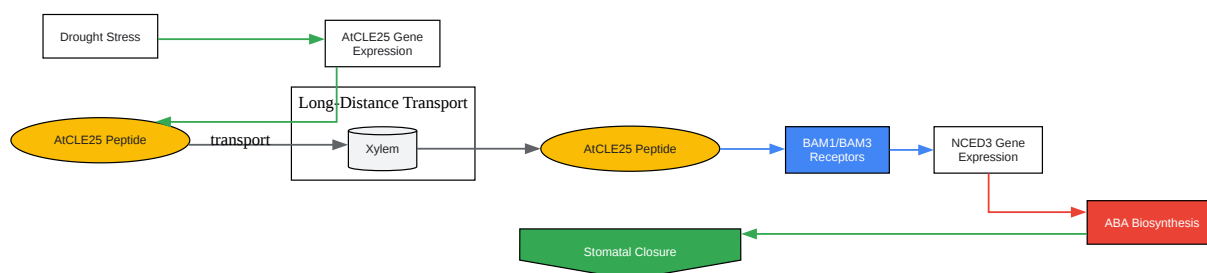 Drought Stress
AtCLE25 Gene
Expression
Long-Distance Transport
AtCLE25 Peptide
transport
Xylem
AtCLE25 Peptide
BAM1/BAM3
Receptors
NCED3 Gene
Expression
ABA Biosynthesis
Stomatal Closure